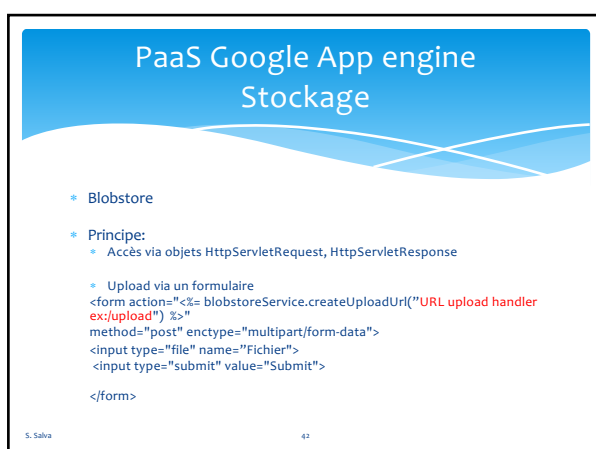 PaaS Google App engine
Stockage
* Blobstore
* Principe:
* Accès via objets HttpServletRequest, HttpServletResponse
* Upload via un formulaire
<form action="<%= blobstoreService.createUploadUrl(”URL upload handler
ex:/upload") %>"
method="post" enctype="multipart/form-data">
<input type="file" name=”Fichier">
<input type="submit" value="Submit">
</form>
S. Salva
42